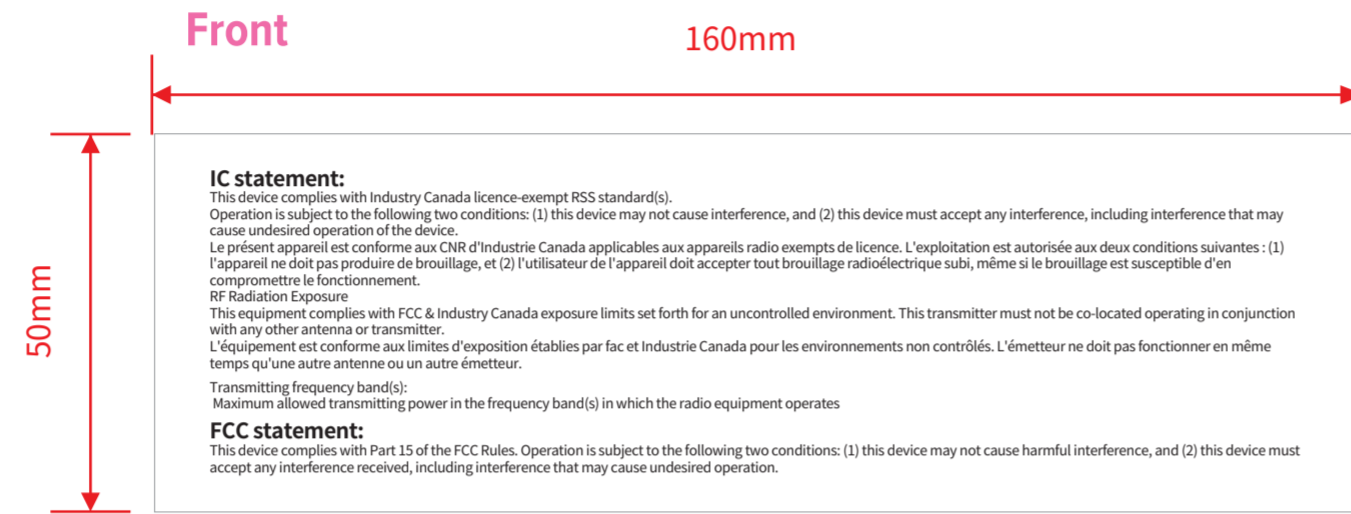 Front
160mm
50mm
IC statement:
This device complies with Industry Canada licence-exempt RSS standard(s).
Operation is subject to the following two conditions: (1) this device may not cause interference, and (2) this device must accept any interference, including interference that may
cause undesired operation of the device.
Le présent appareil est conforme aux CNR d'Industrie Canada applicables aux appareils radio exempts de licence. L'exploitation est autorisée aux deux conditions suivantes : (1)
l'appareil ne doit pas produire de brouillage, et (2) l'utilisateur de l'appareil doit accepter tout brouillage radioélectrique subi, même si le brouillage est susceptible d'en
compromettre le fonctionnement.
RF Radiation Exposure
This equipment complies with FCC & Industry Canada exposure limits set forth for an uncontrolled environment. This transmitter must not be co-located operating in conjunction
with any other antenna or transmitter.
L'équipement est conforme aux limites d'exposition établies par fac et Industrie Canada pour les environnements non contrôlés. L'émetteur ne doit pas fonctionner en même
temps qu'une autre antenne ou un autre émetteur.
Transmitting frequency band(s):
Maximum allowed transmitting power in the frequency band(s) in which the radio equipment operates
FCC statement:
This device complies with Part 15 of the FCC Rules. Operation is subject to the following two conditions: (1) this device may not cause harmful interference, and (2) this device must
accept any interference received, including interference that may cause undesired operation.